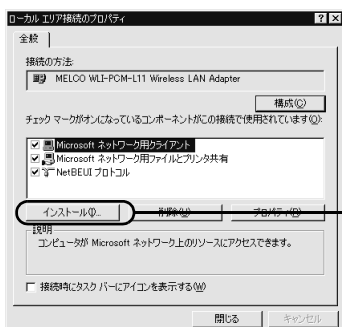 ローカル エリア接続のプロパティ
全般
接続の方法:
MELCO WLI-PCM-L11 Wireless LAN Adapter
構成(C)
チェック マークがオンになっているコンポーネントがこの接続で使用されています(O):
Microsoft ネットワーク用クライアント
Microsoft ネットワーク用ファイルとプリンタ共有
NetBEUI プロトコル
インストール(I)... 削除(U) プロパティ(R)
説明
コンピュータが Microsoft ネットワーク上のリソースにアクセスできます。
接続時にタスク バーにアイコンを表示する(W)
閉じる キャンセル